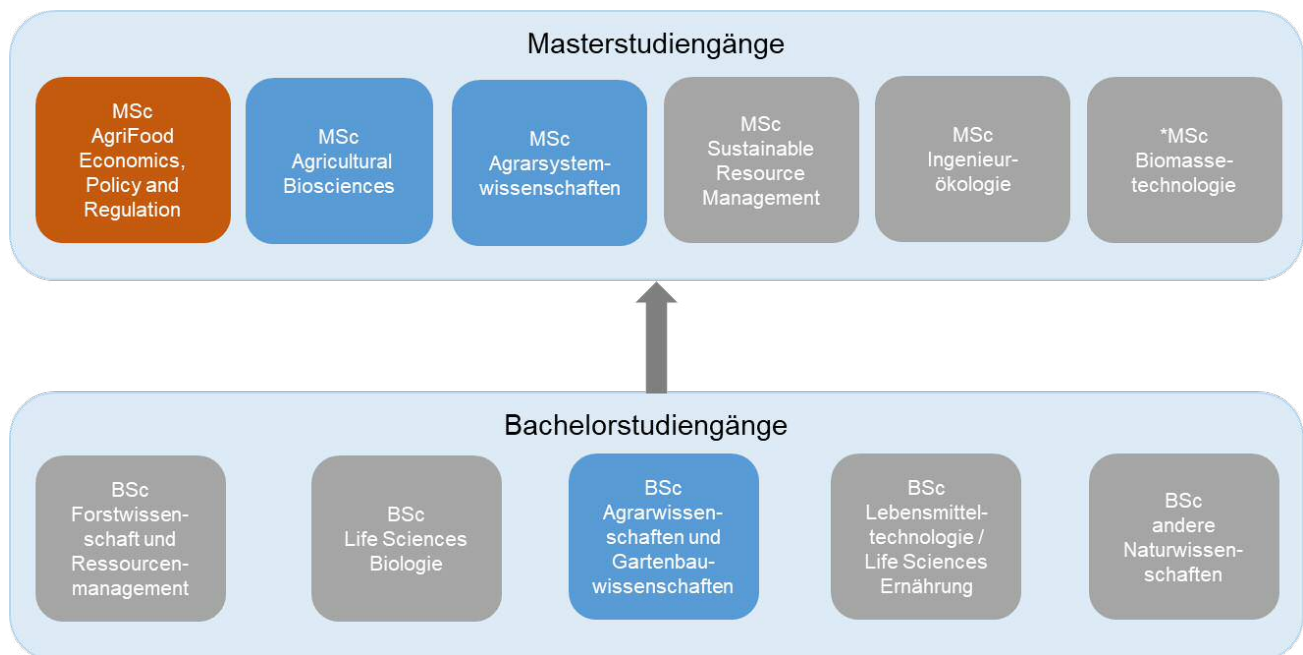 Masterstudiengänge
MSc
AgriFood
Economics,
Policy and
Regulation
MSc
Agricultural
Biosciences
MSc
Agrarsystem-
wissenschaften
MSc
Sustainable
Resource
Management
MSc
Ingenieur-
ökologie
*MSc
Biomasse-
technologie
Bachelorstudiengänge
BSc
Forstwissen-
schaft und
Ressourcen-
management
BSc
Life Sciences
Biologie
BSc
Agrarwissen-
schaften und
Gartenbau-
wissenschaften
BSc
Lebensmittel-
technologie /
Life Sciences
Ernährung
BSc
andere
Naturwissen-
schaften